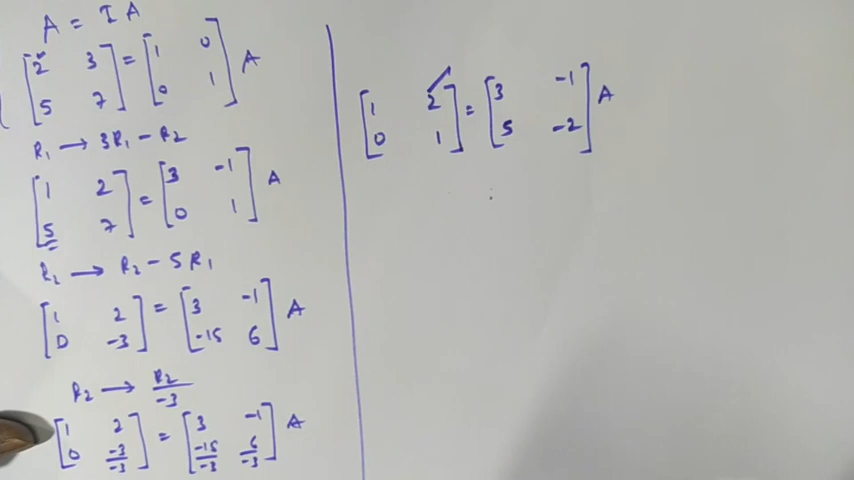 A = I A
[2 3] = [1 0] A
[5 7] [0 1]
R₁ → 3R₁ - R₂
[1 2] = [3 -1] A
[5 7] [0 1]
R₂ → R₂ - 5R₁
[1 2] = [3 -1] A
[0 -3] [-15 6]
R₂ → R₂/-3
[1 2] = [3 -1] A
[0 -3/-3] [-15/-3 6/-3]
[1 2] = [3 -1] A
[0 1] [5 -2]